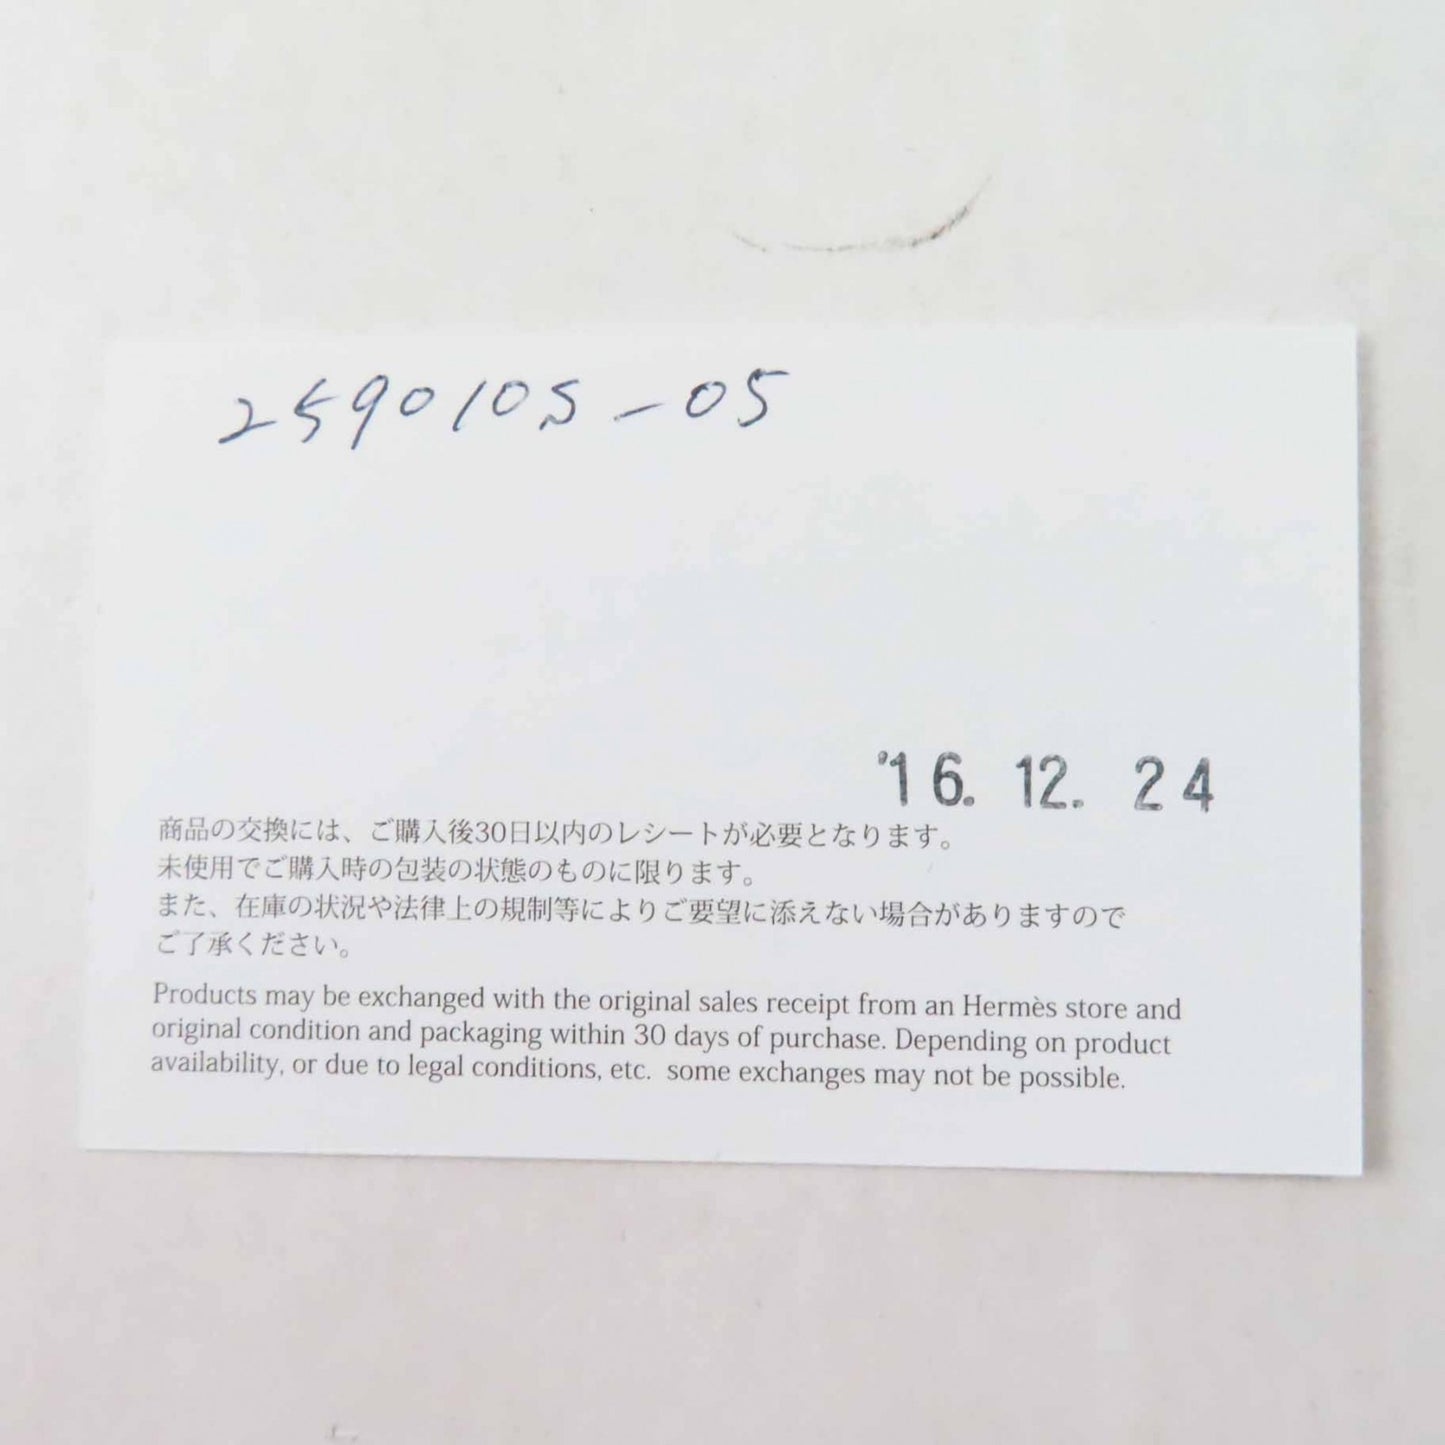 259010S-05
'16. 12. 24
商品の交換には、ご購入後30日以内のレシートが必要となります。
未使用でご購入時の包装の状態のものに限ります。
また、在庫の状況や法律上の規制等によりご要望に添えない場合がありますので
ご了承ください。
Products may be exchanged with the original sales receipt from an Hermès store and
original condition and packaging within 30 days of purchase. Depending on product
availability, or due to legal conditions, etc.  some exchanges may not be possible.